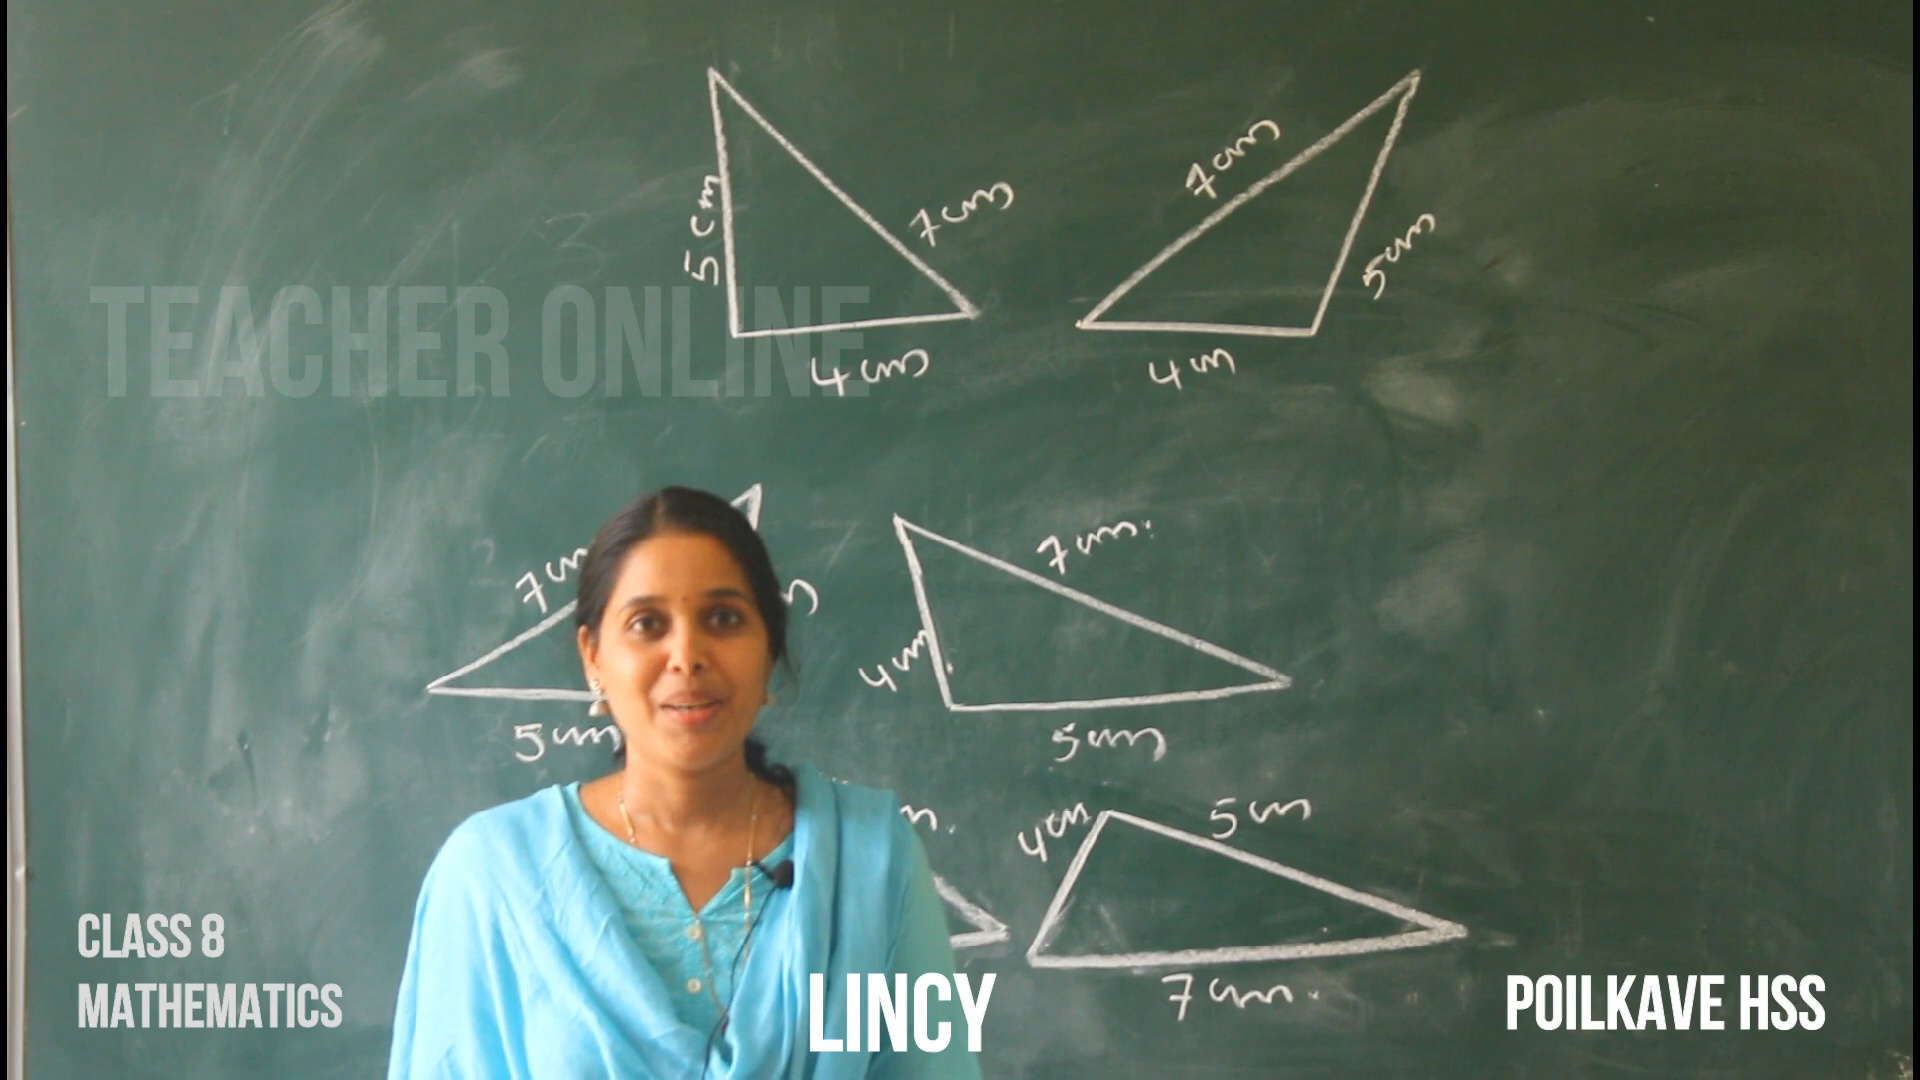 5cm
7cm
4cm
7cm
5cm
4cm
TEACHER ONLINE
7cm
5cm
7cm.
4cm.
5cm
4cm
5cm
7cm.
CLASS 8
MATHEMATICS
LINCY
POILKAVE HSS